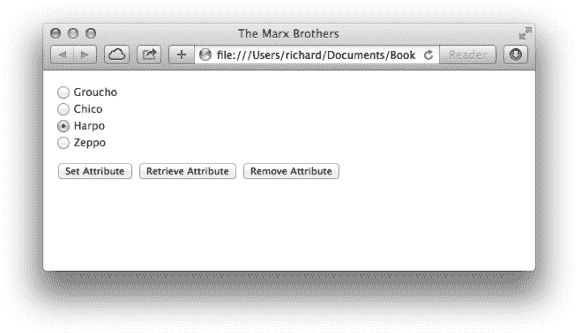 The Marx Brothers
file:///Users/richard/Documents/Book
Reader
Groucho
Chico
Harpo
Zeppo
Set Attribute Retrieve Attribute Remove Attribute